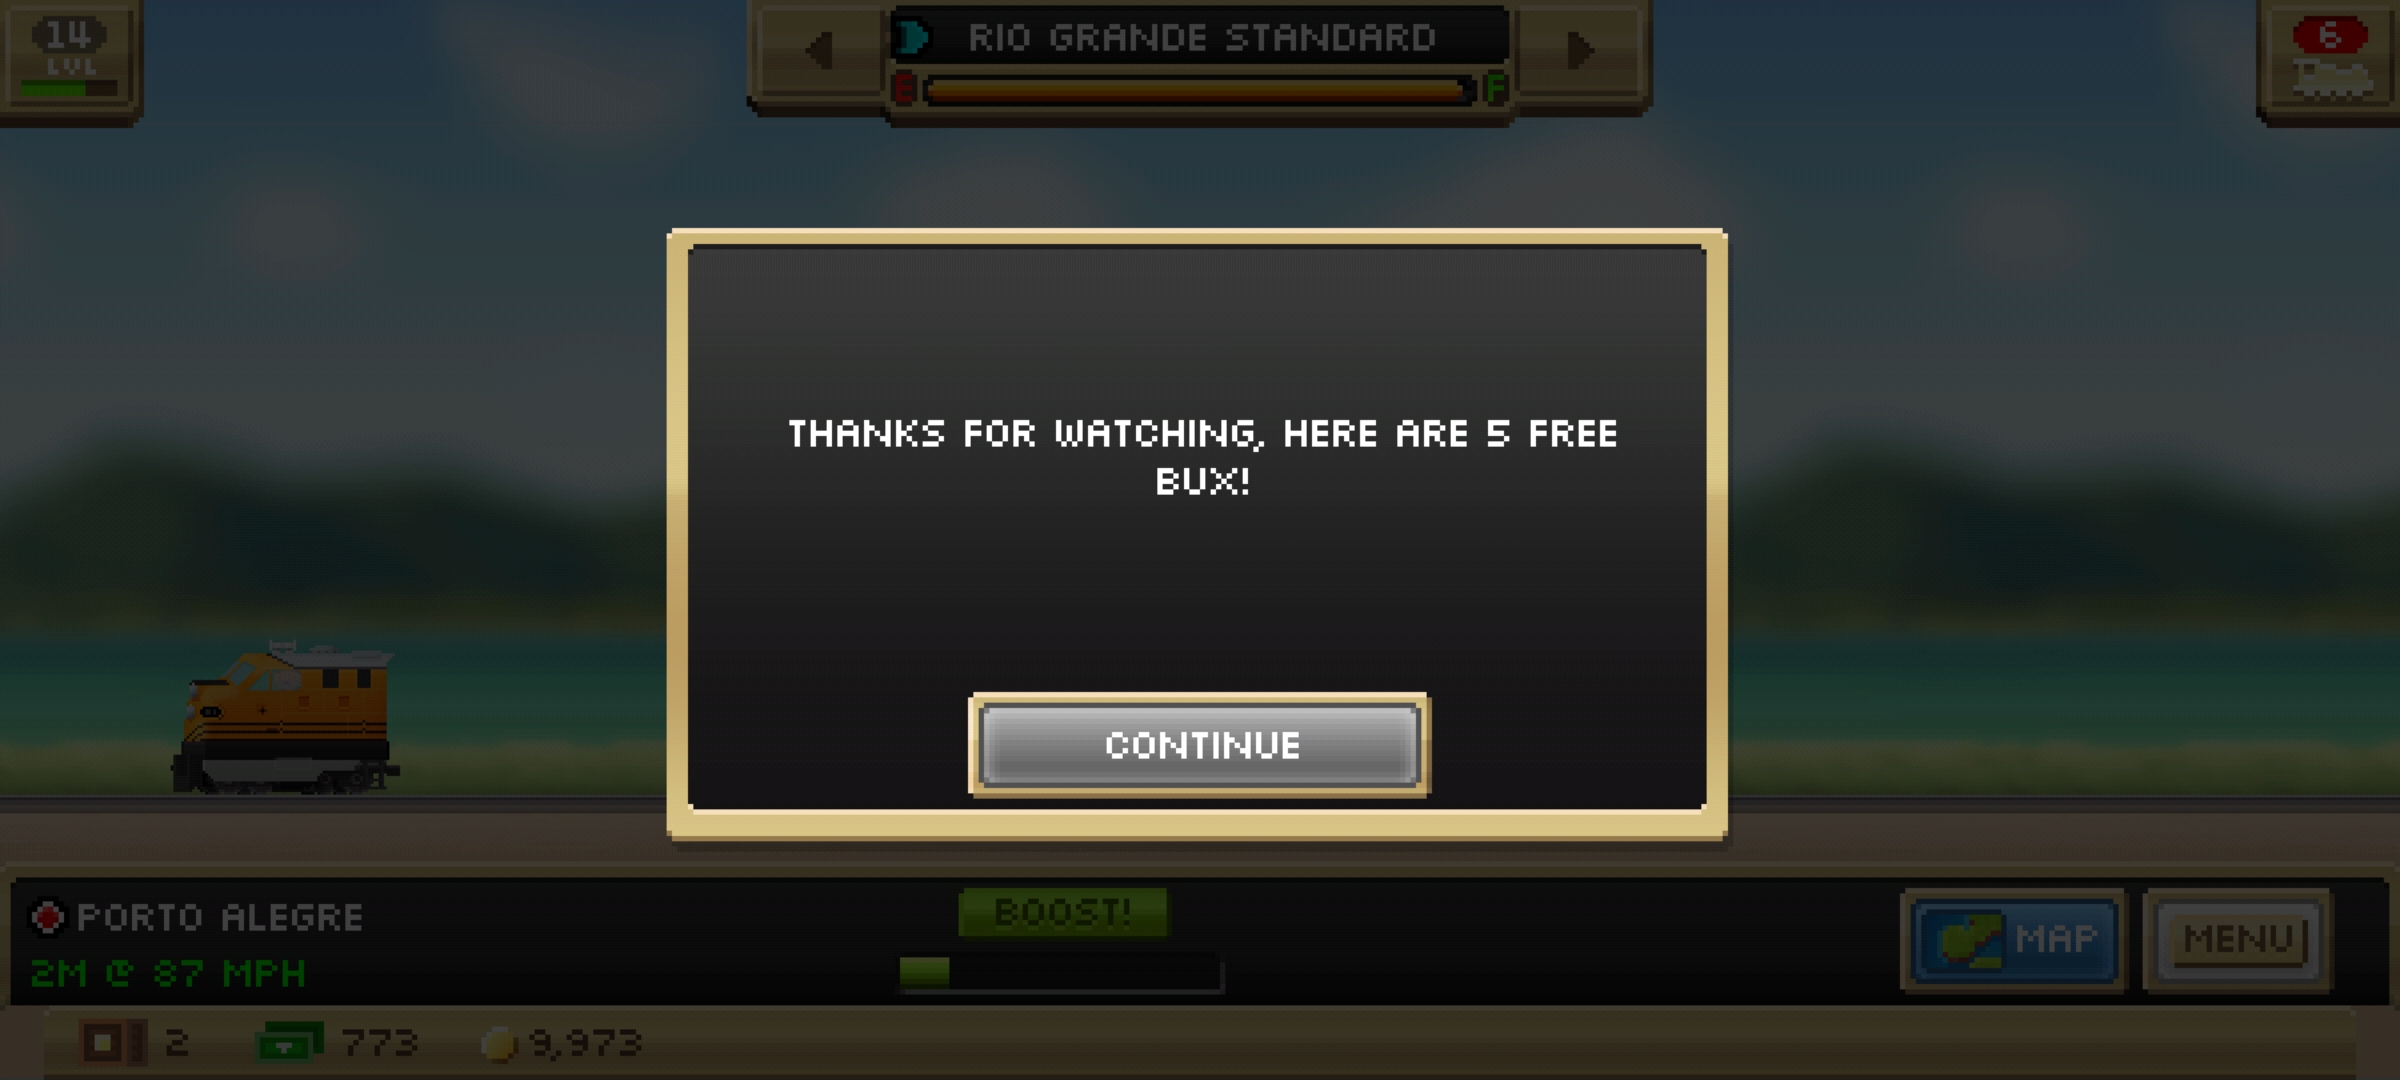 14
LVL
RIO GRANDE STANDARD
E F
6
THANKS FOR WATCHING, HERE ARE 5 FREE
BUX!
CONTINUE
PORTO ALEGRE
2M @ 87 MPH
BOOST!
MAP
MENU
2 773 9,973